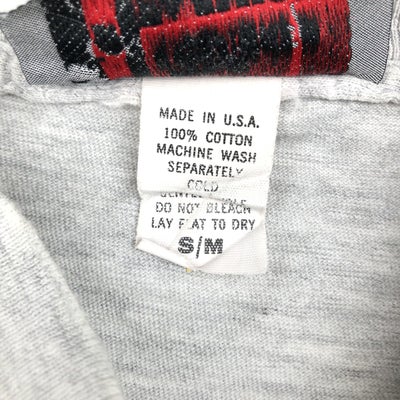 MADE IN U.S.A.
100% COTTON
MACHINE WASH
SEPARATELY
COLD
DO NOT BLEACH
LAY FLAT TO DRY
S/M